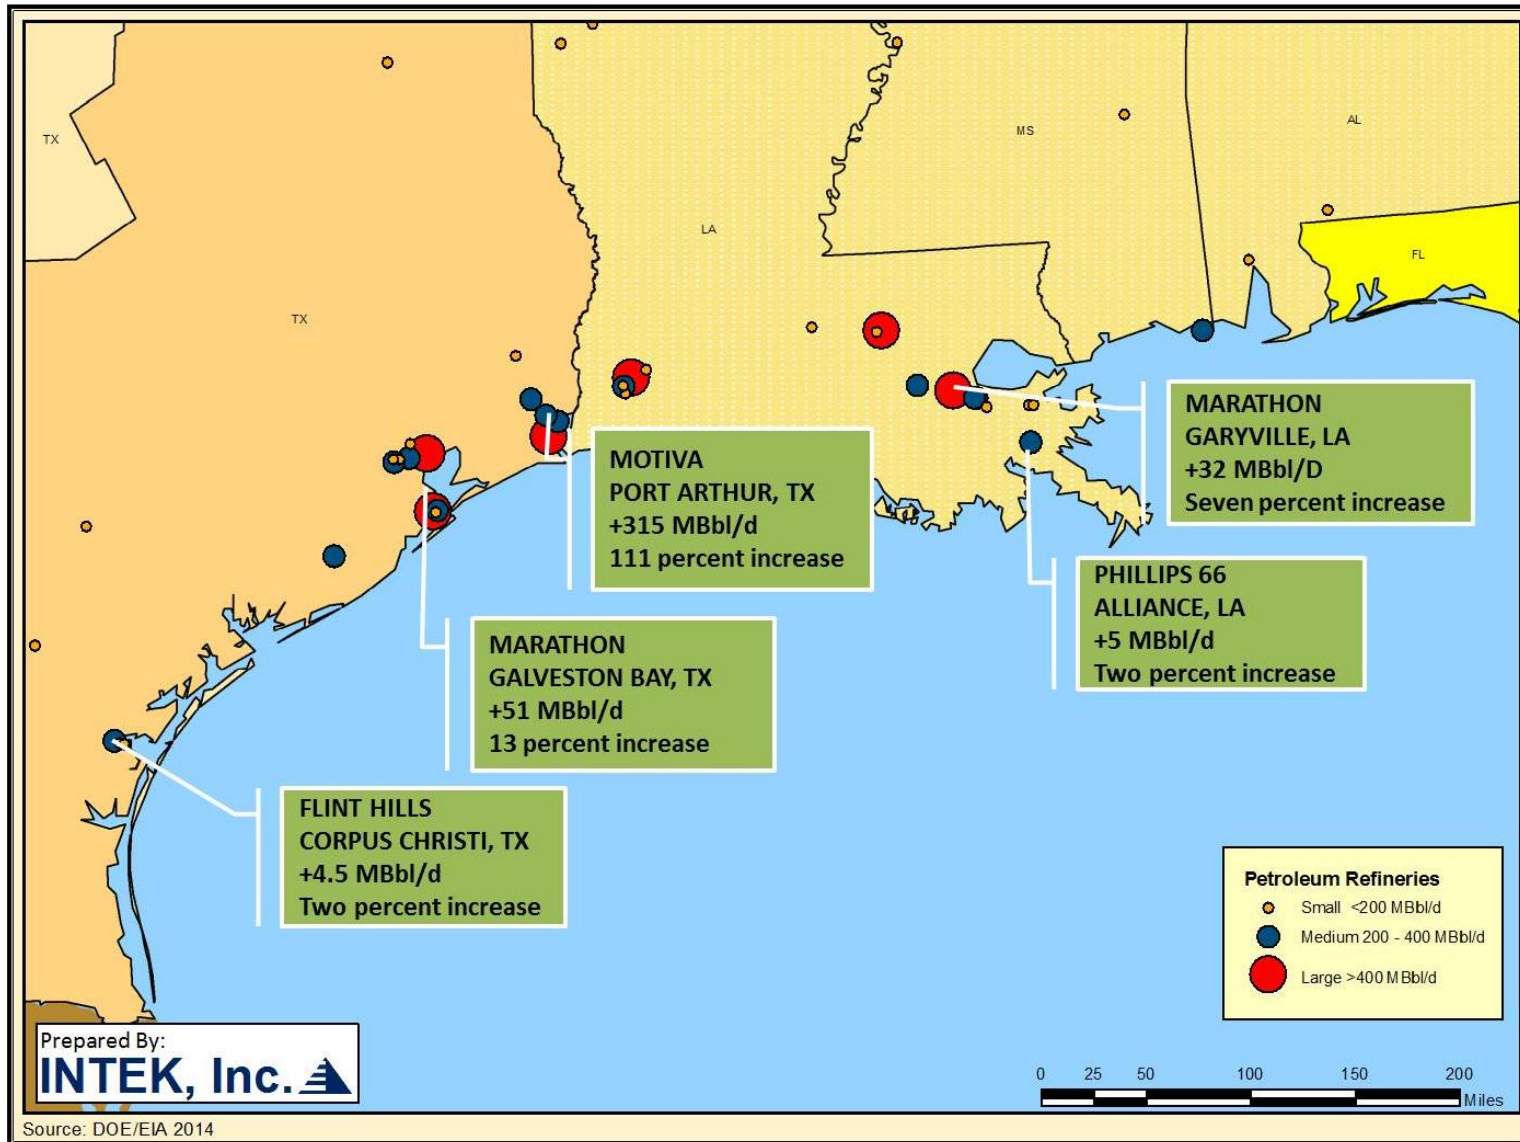 TX
MS
AL
LA
FL
TX
MARATHON
GARYVILLE, LA
+32 MBbl/D
Seven percent increase
MOTIVA
PORT ARTHUR, TX
+315 MBbl/d
111 percent increase
PHILLIPS 66
ALLIANCE, LA
+5 MBbl/d
Two percent increase
MARATHON
GALVESTON BAY, TX
+51 MBbl/d
13 percent increase
FLINT HILLS
CORPUS CHRISTI, TX
+4.5 MBbl/d
Two percent increase
Petroleum Refineries
Small <200 MBbl/d
Medium 200 - 400 MBbl/d
Large >400 MBbl/d
Prepared By:
INTEK, Inc.
0 25 50 100 150 200
Miles
Source: DOE/EIA 2014